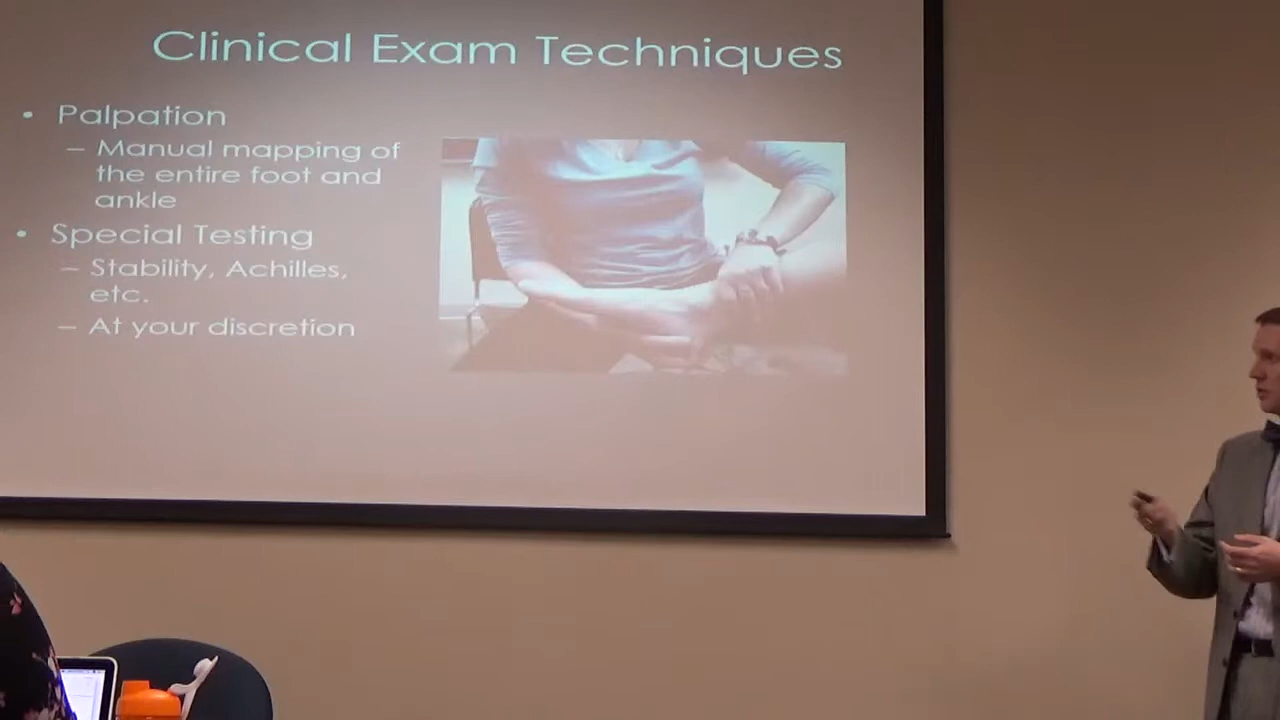 Clinical Exam Techniques
• Palpation
– Manual mapping of
the entire foot and
ankle
• Special Testing
– Stability, Achilles,
etc.
– At your discretion